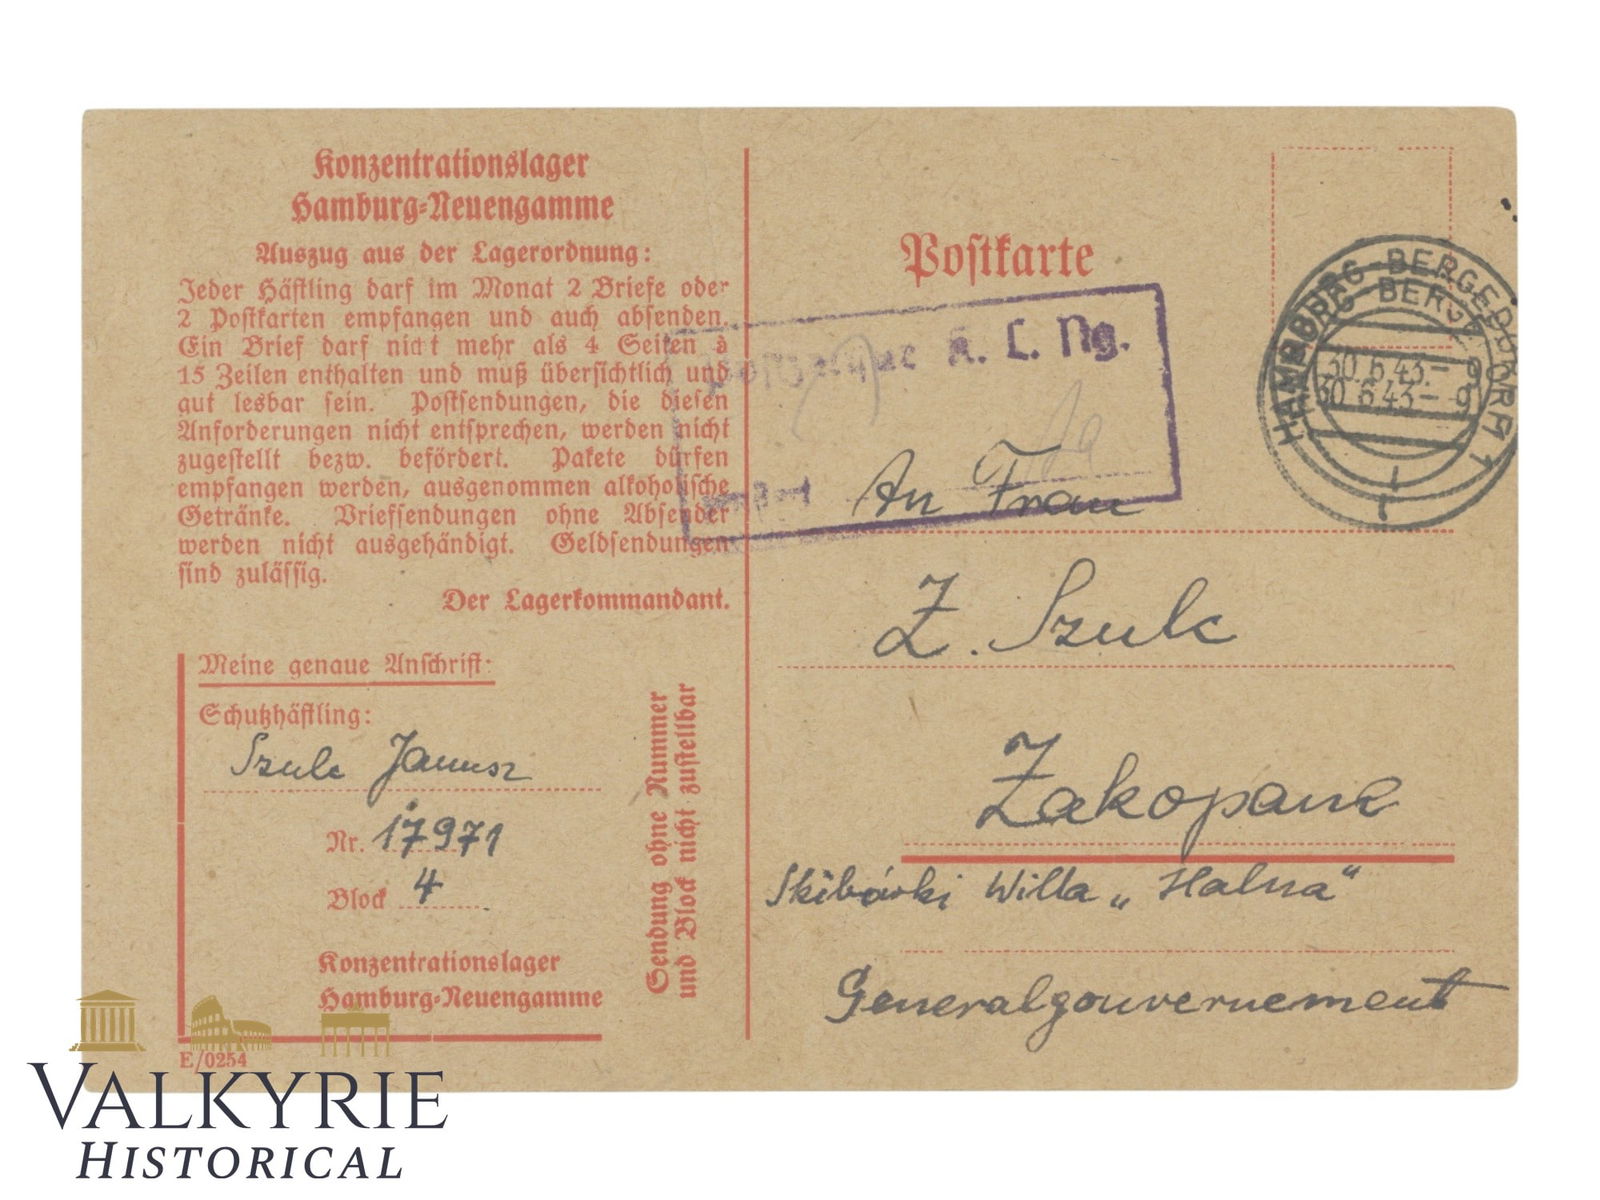 Konzentrationslager
Hamburg-Neuengamme
Auszug aus der Lagerordnung:
Jeder Häftling darf im Monat 2 Briefe oder
2 Postkarten empfangen und auch absenden.
Ein Brief darf nicht mehr als 4 Seiten à
15 Zeilen enthalten und muß übersichtlich und
gut lesbar sein. Postsendungen, die diesen
Anforderungen nicht entsprechen, werden nicht
zugestellt bezw. befördert. Pakete dürfen
empfangen werden, ausgenommen alkoholische
Getränke. Briefsendungen ohne Absender
werden nicht ausgehändigt. Geldsendungen
sind zulässig.
Der Lagerkommandant.
Meine genaue Anschrift:
Schutzhäftling:
Szulc Janusz
Nr. 17971
Block 4
Konzentrationslager
Hamburg-Neuengamme
Sendung ohne Nummer
und Block nicht zustellbar
E/0254
Postkarte
K. L. Ng.
HAMBURG-BERGEDORF 1
30.6.43.- 9
30.6.43.- 9
An Frau
Z. Szulc
Zakopane
Skibówki Willa „Halna"
Generalgouvernement
VALKYRIE
HISTORICAL